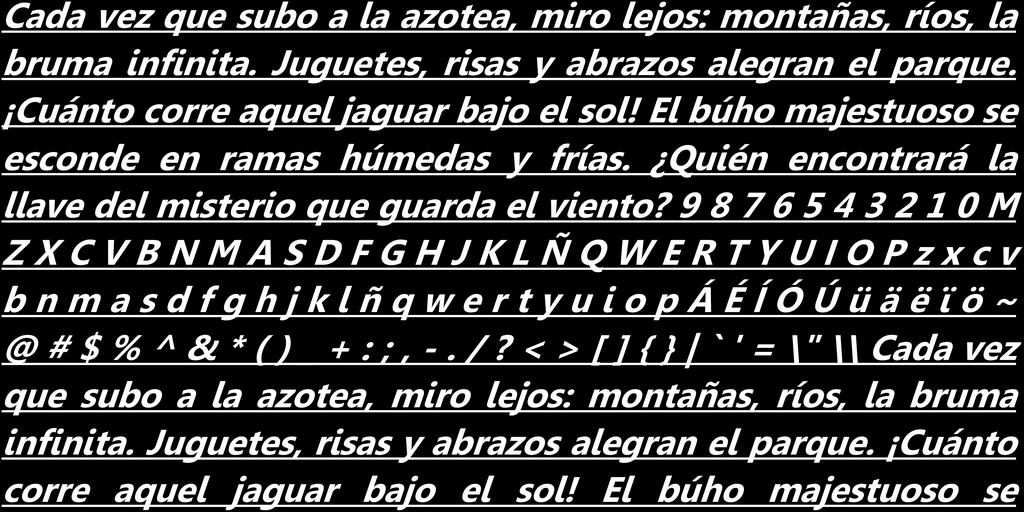 Cada vez que subo a la azotea, miro lejos: montañas, ríos, la
bruma infinita. Juguetes, risas y abrazos alegran el parque.
¡Cuánto corre aquel jaguar bajo el sol! El búho majestuoso se
esconde en ramas húmedas y frías. ¿Quién encontrará la
llave del misterio que guarda el viento? 9 8 7 6 5 4 3 2 1 0 M
Z X C V B N M A S D F G H J K L Ñ Q W E R T Y U I O P z x c v
b n m a s d f g h j k l ñ q w e r t y u i o p Á É Í Ó Ú ü ä ë ï ö ~
@ # $ % ^ & * ( ) _ + : ; , - . / ? < > [ ] { } | ` ' = \" \\ Cada vez
que subo a la azotea, miro lejos: montañas, ríos, la bruma
infinita. Juguetes, risas y abrazos alegran el parque. ¡Cuánto
corre aquel jaguar bajo el sol! El búho majestuoso se